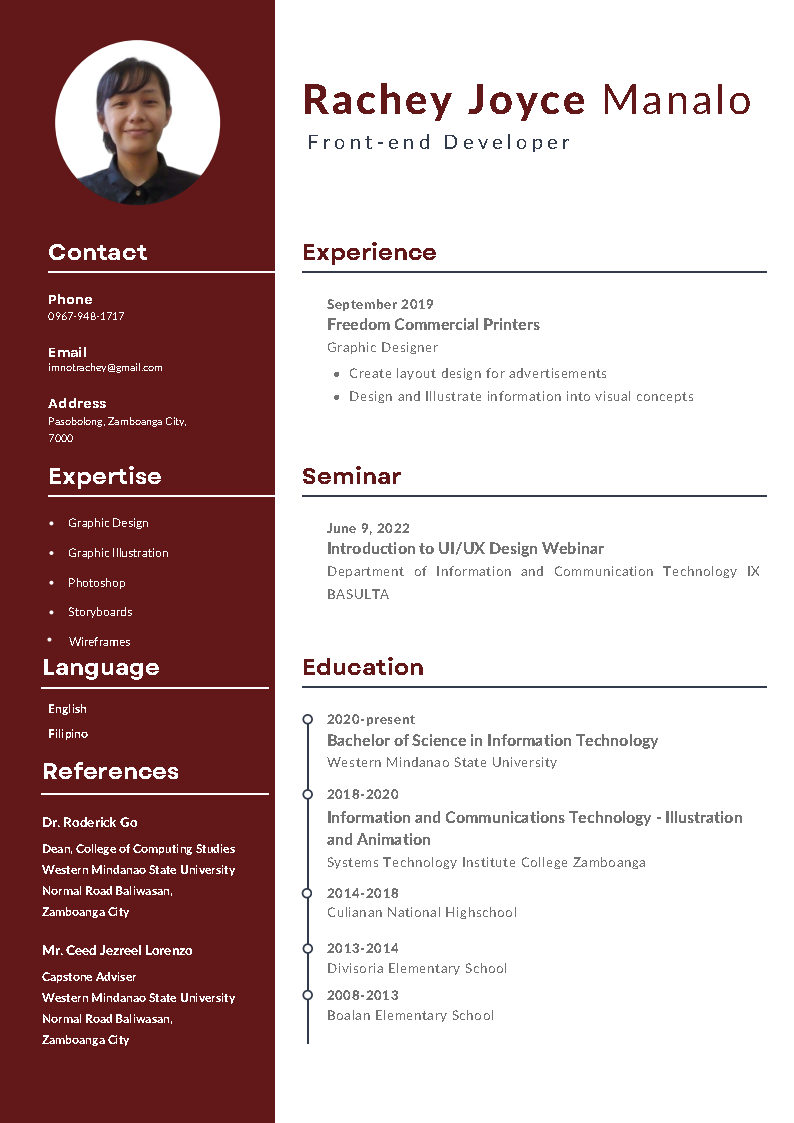 Rachey Joyce Manalo
Front-end Developer
Contact
Phone
0967-948-1717
Email
imnotrachey@gmail.com
Address
Pasobolong, Zamboanga City,
7000
Expertise
• Graphic Design
• Graphic Illustration
• Photoshop
• Storyboards
• Wireframes
Language
English
Filipino
References
Dr. Roderick Go
Dean, College of Computing Studies
Western Mindanao State University
Normal Road Baliwasan,
Zamboanga City
Mr. Ceed Jezreel Lorenzo
Capstone Adviser
Western Mindanao State University
Normal Road Baliwasan,
Zamboanga City
Experience
September 2019
Freedom Commercial Printers
Graphic Designer
• Create layout design for advertisements
• Design and Illustrate information into visual concepts
Seminar
June 9, 2022
Introduction to UI/UX Design Webinar
Department of Information and Communication Technology IX
BASULTA
Education
2020-present
Bachelor of Science in Information Technology
Western Mindanao State University
2018-2020
Information and Communications Technology - Illustration
and Animation
Systems Technology Institute College Zamboanga
2014-2018
Culianan National Highschool
2013-2014
Divisoria Elementary School
2008-2013
Boalan Elementary School